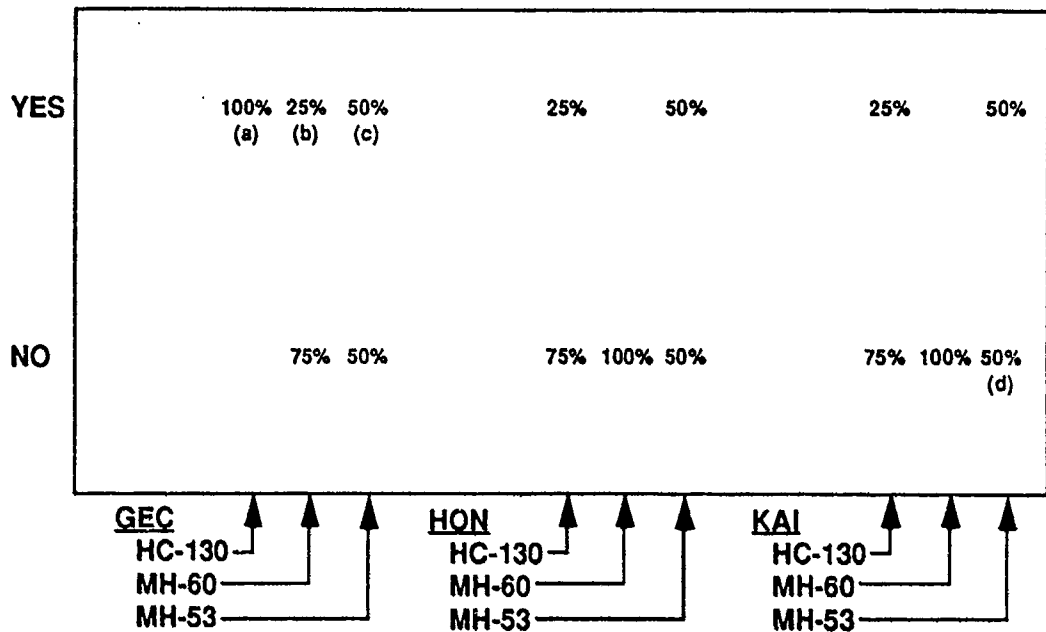 YES 100% 25% 50% 25% 50% 25% 50%
(a) (b) (c)
NO 75% 50% 75% 100% 50% 75% 100% 50%
(d)
GEC HON KAI
HC-130 HC-130 HC-130
MH-60 MH-60 MH-60
MH-53 MH-53 MH-53